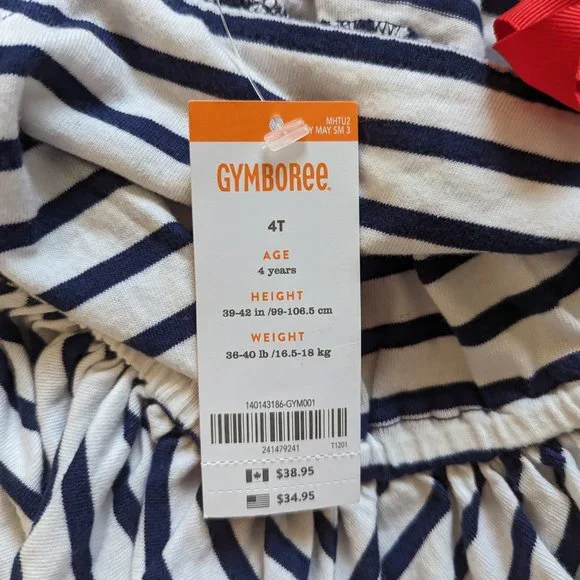 MHTU2
Y MAY SM 3
GYMBOREE
4T
AGE
4 years
HEIGHT
39-42 in /99-106.5 cm
WEIGHT
36-40 lb /16.5-18 kg
140143186-GYM001
241479241 T1201
$38.95
$34.95